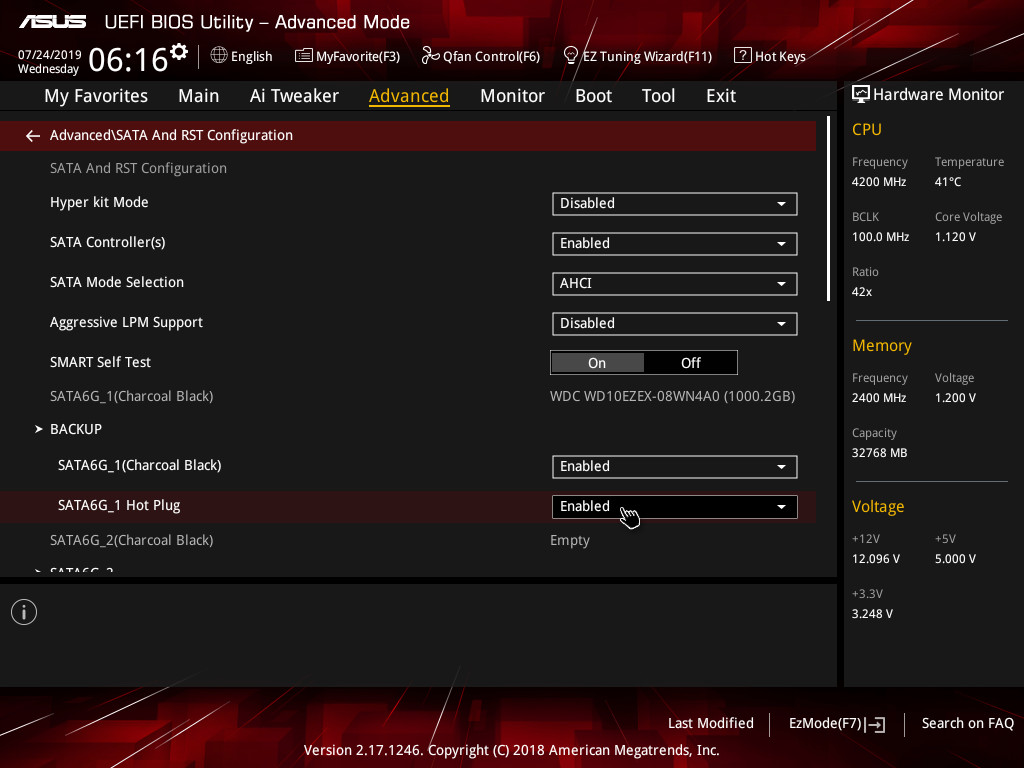 ASUS UEFI BIOS Utility – Advanced Mode
07/24/2019
Wednesday
06:16
English
MyFavorite(F3)
Qfan Control(F6)
EZ Tuning Wizard(F11)
? Hot Keys
My Favorites Main Ai Tweaker Advanced Monitor Boot Tool Exit
Advanced\SATA And RST Configuration
SATA And RST Configuration
Hyper kit Mode Disabled
SATA Controller(s) Enabled
SATA Mode Selection AHCI
Aggressive LPM Support Disabled
SMART Self Test On Off
SATA6G_1(Charcoal Black) WDC WD10EZEX-08WN4A0 (1000.2GB)
BACKUP
SATA6G_1(Charcoal Black) Enabled
SATA6G_1 Hot Plug Enabled
SATA6G_2(Charcoal Black) Empty
SATA6G_2
Hardware Monitor
CPU
Frequency Temperature
4200 MHz 41°C
BCLK Core Voltage
100.0 MHz 1.120 V
Ratio
42x
Memory
Frequency Voltage
2400 MHz 1.200 V
Capacity
32768 MB
Voltage
+12V +5V
12.096 V 5.000 V
+3.3V
3.248 V
Last Modified EzMode(F7) Search on FAQ
Version 2.17.1246. Copyright (C) 2018 American Megatrends, Inc.